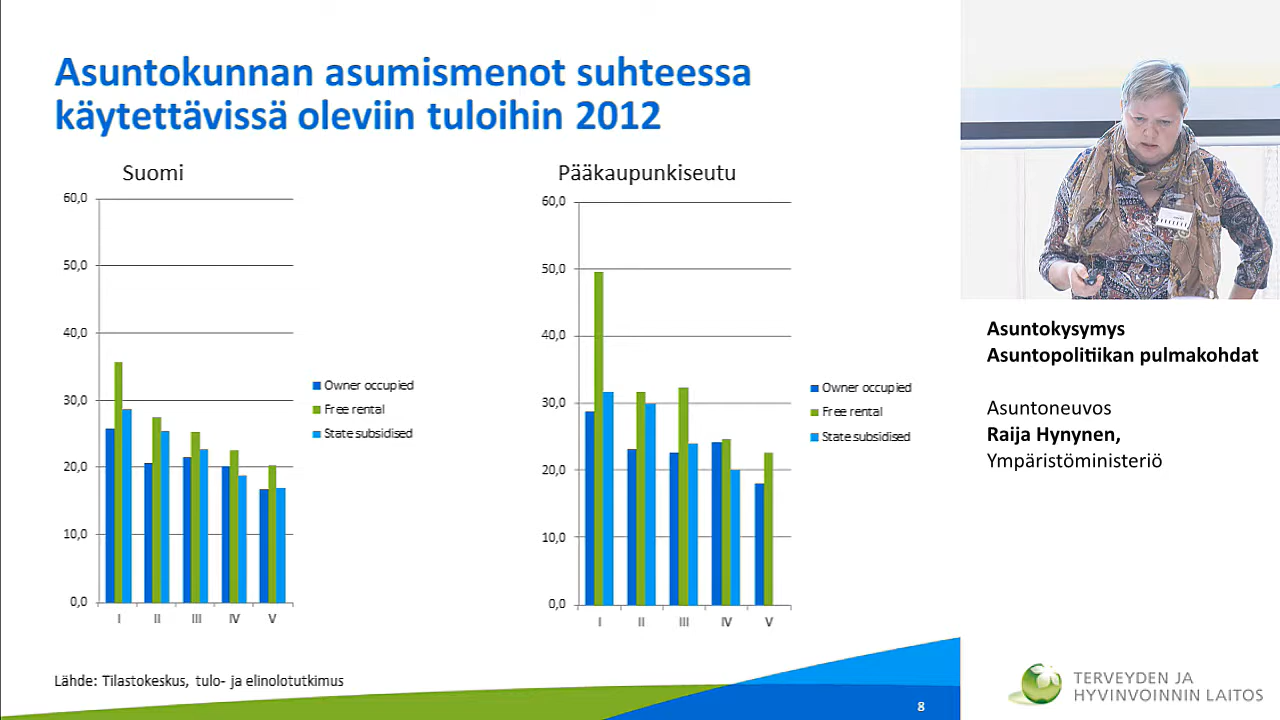 Asuntokunnan asumismenot suhteessa
käytettävissä oleviin tuloihin 2012
Suomi
60,0
50,0
40,0
30,0
20,0
10,0
0,0
I II III IV V
Owner occupied
Free rental
State subsidised
Pääkaupunkiseutu
60,0
50,0
40,0
30,0
20,0
10,0
0,0
I II III IV V
Owner occupied
Free rental
State subsidised
Lähde: Tilastokeskus, tulo- ja elinolotutkimus
8
Asuntokysymys
Asuntopolitiikan pulmakohdat
Asuntoneuvos
Raija Hynynen,
Ympäristöministeriö
TERVEYDEN JA
HYVINVOINNIN LAITOS